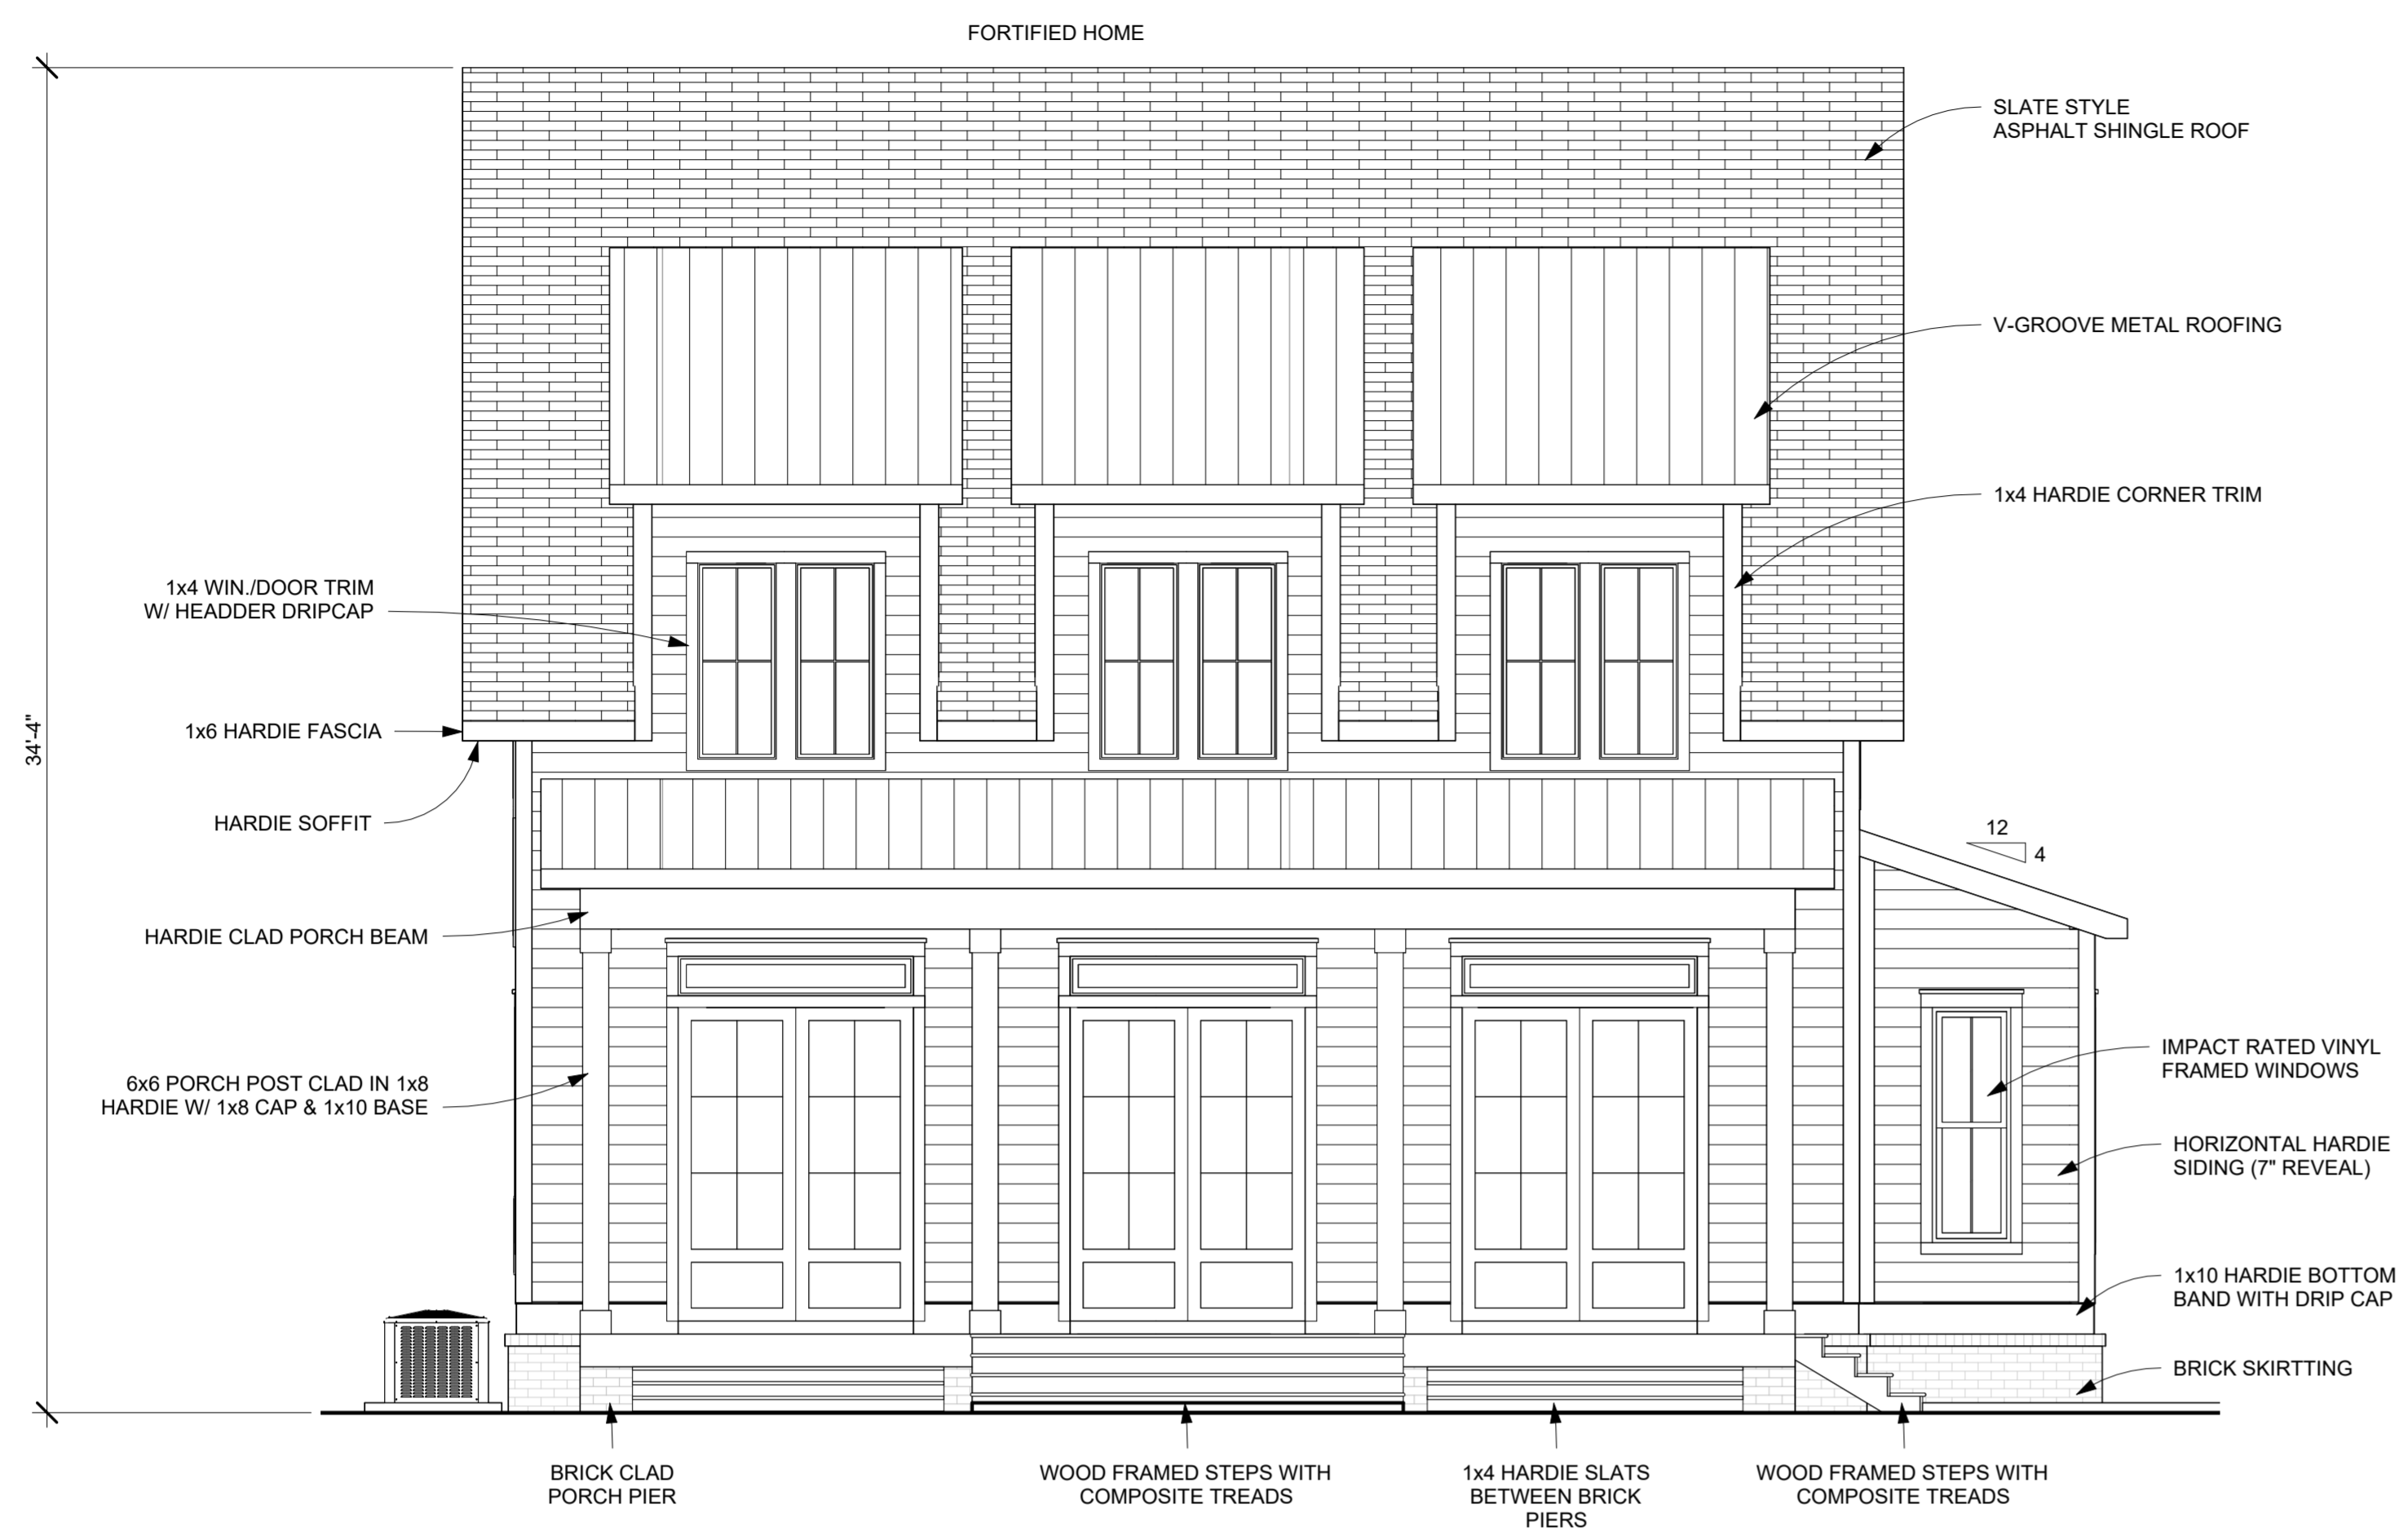 FORTIFIED HOME
SLATE STYLE
ASPHALT SHINGLE ROOF
V-GROOVE METAL ROOFING
1x4 HARDIE CORNER TRIM
1x4 WIN./DOOR TRIM
W/ HEADDER DRIPCAP
34'-4"
1x6 HARDIE FASCIA
HARDIE SOFFIT
12
4
HARDIE CLAD PORCH BEAM
6x6 PORCH POST CLAD IN 1x8
HARDIE W/ 1x8 CAP & 1x10 BASE
IMPACT RATED VINYL
FRAMED WINDOWS
HORIZONTAL HARDIE
SIDING (7" REVEAL)
1x10 HARDIE BOTTOM
BAND WITH DRIP CAP
BRICK SKIRTTING
BRICK CLAD
PORCH PIER
WOOD FRAMED STEPS WITH
COMPOSITE TREADS
1x4 HARDIE SLATS
BETWEEN BRICK
PIERS
WOOD FRAMED STEPS WITH
COMPOSITE TREADS